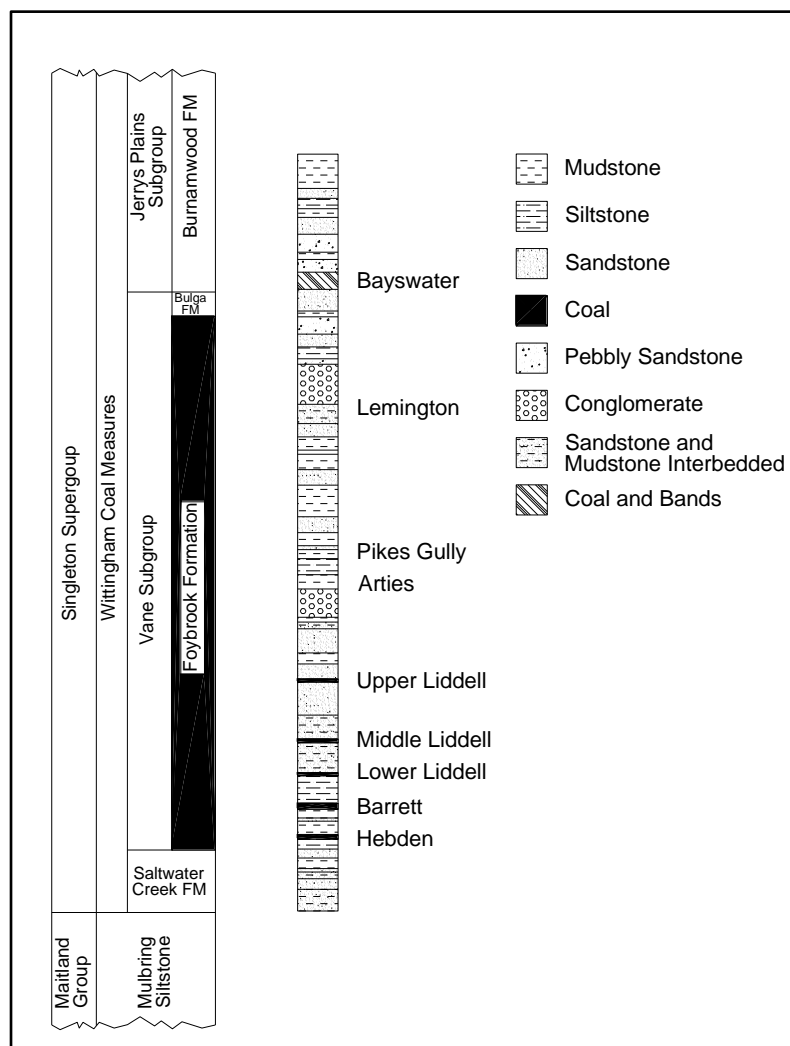 Singleton Supergoup
Wittingham Coal Measures
Jerrys Plains
Subgroup
Burnamwood FM
Bulga
FM
Vane Subgroup
Foybrook Formation
Saltwater
Creek FM
Maitland
Group
Mulbring
Siltstone
Bayswater
Lemington
Pikes Gully
Arties
Upper Liddell
Middle Liddell
Lower Liddell
Barrett
Hebden
Mudstone
Siltstone
Sandstone
Coal
Pebbly Sandstone
Conglomerate
Sandstone and
Mudstone Interbedded
Coal and Bands